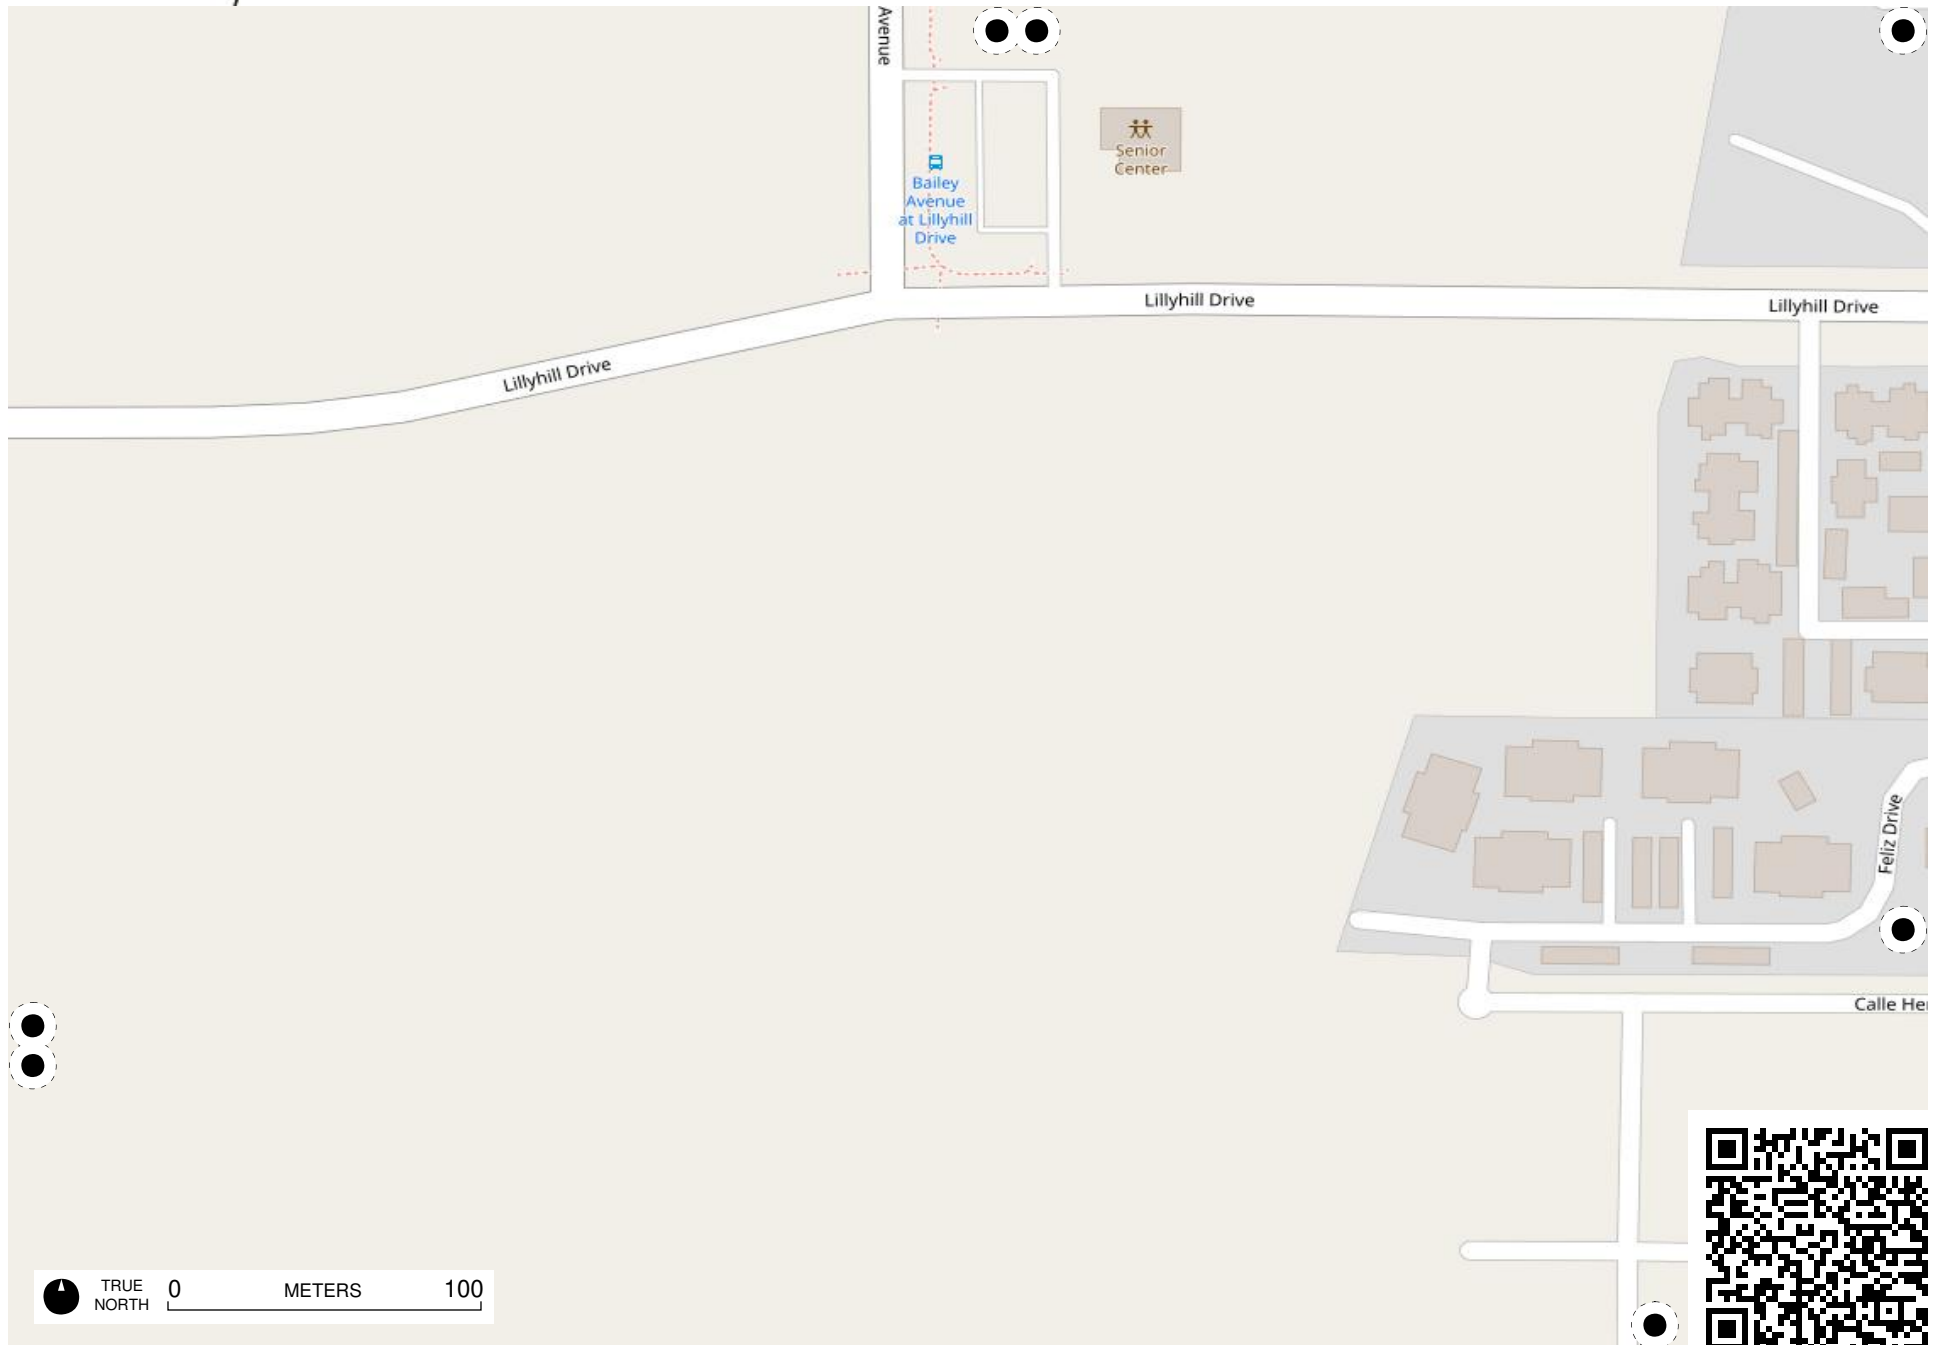 Avenue
Senior
Center
Bailey
Avenue
at Lillyhill
Drive
Lillyhill Drive
Lillyhill Drive
Lillyhill Drive
Feliz Drive
Calle He
TRUE
NORTH
0 METERS 100